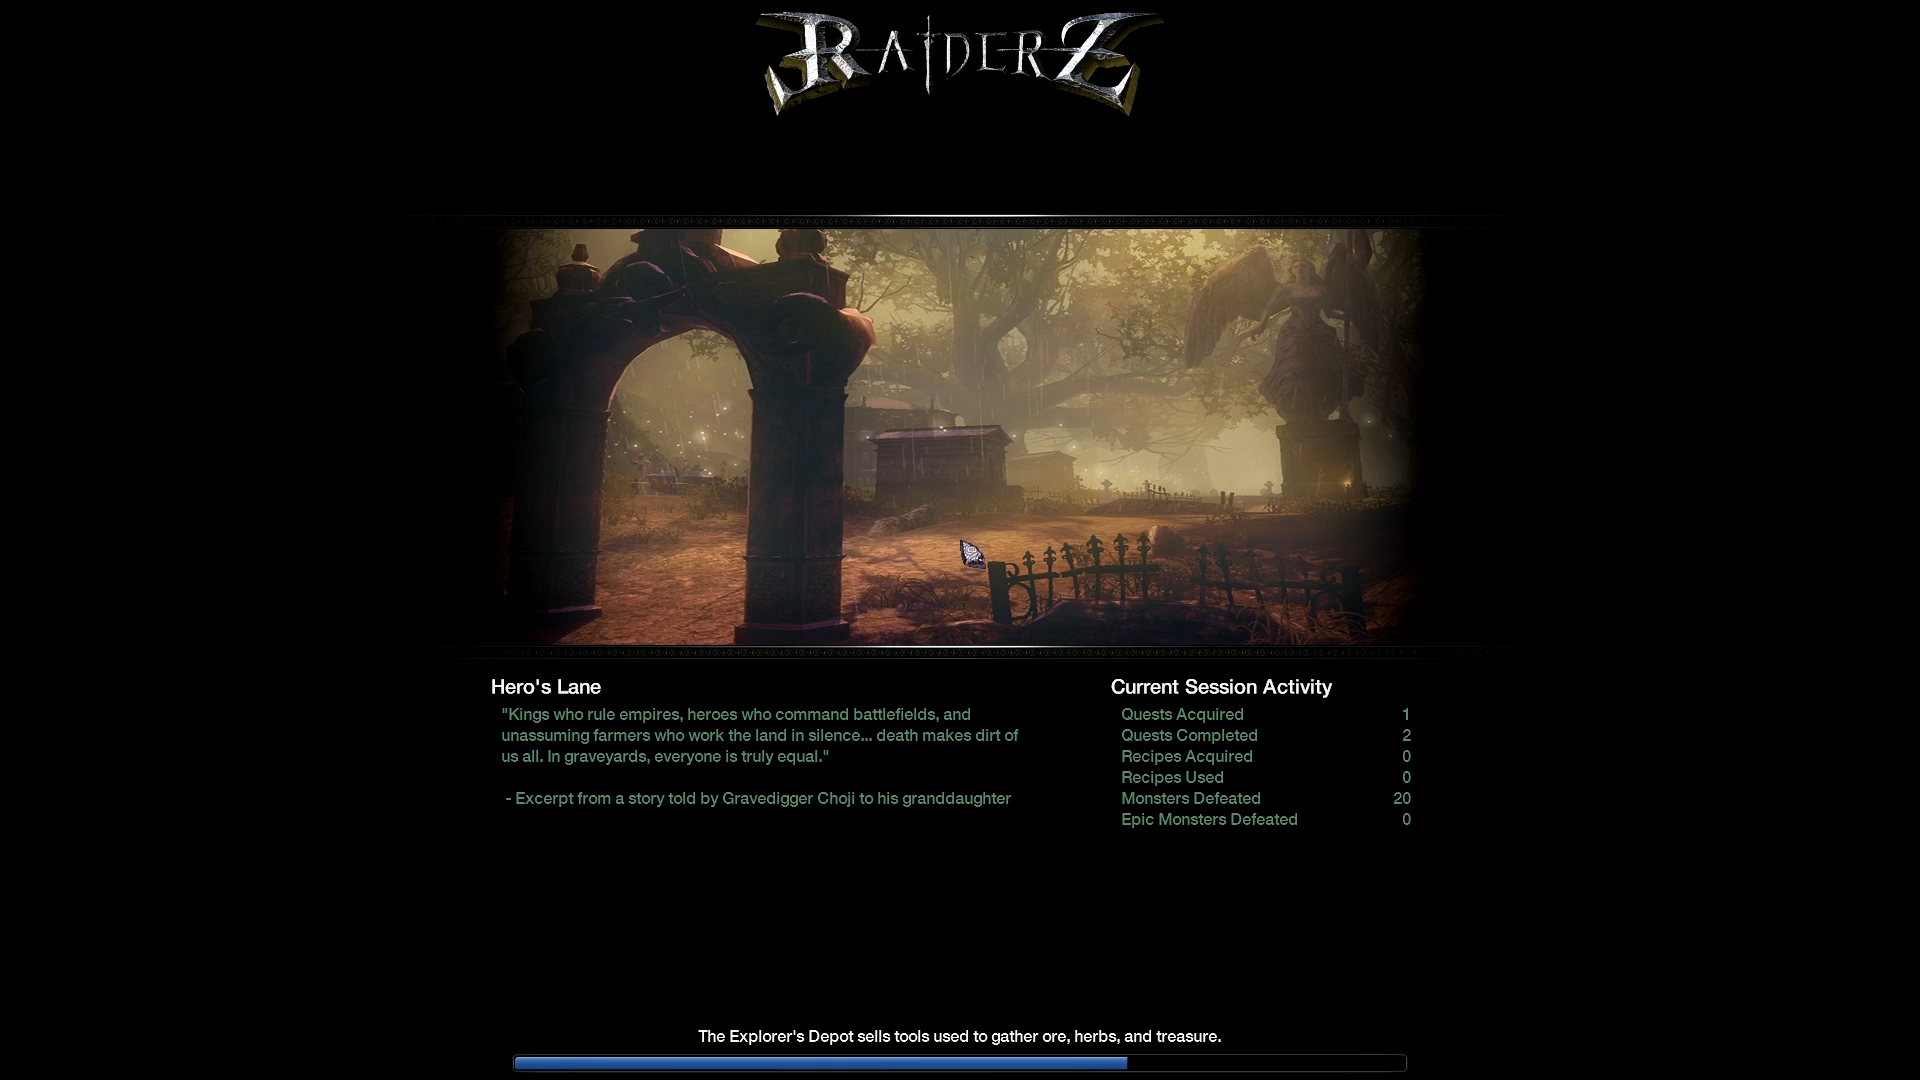 RAIDERZ
Hero's Lane
"Kings who rule empires, heroes who command battlefields, and
unassuming farmers who work the land in silence... death makes dirt of
us all. In graveyards, everyone is truly equal."
- Excerpt from a story told by Gravedigger Choji to his granddaughter
Current Session Activity
Quests Acquired 1
Quests Completed 2
Recipes Acquired 0
Recipes Used 0
Monsters Defeated 20
Epic Monsters Defeated 0
The Explorer's Depot sells tools used to gather ore, herbs, and treasure.